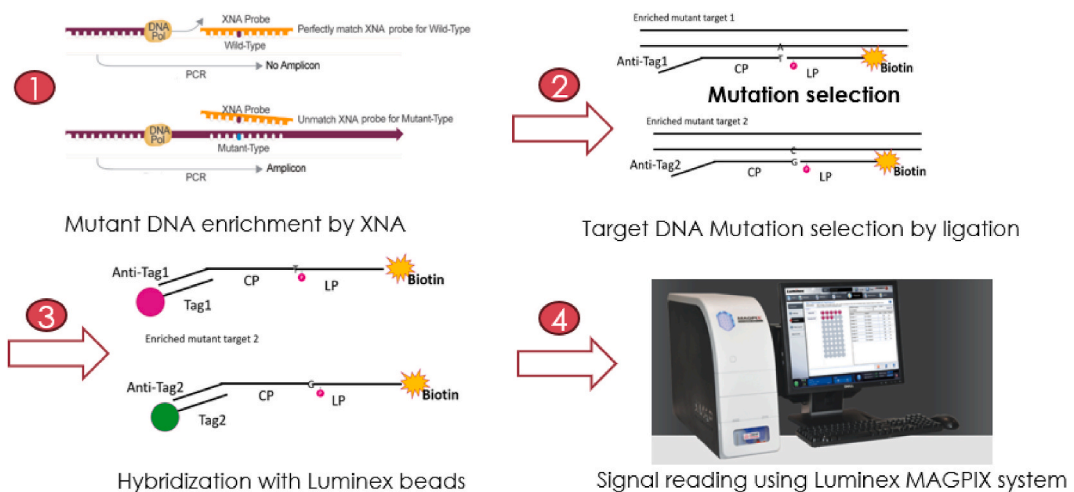 1
DNA
Pol
XNA Probe
Perfectly match XNA probe for Wild-Type
Wild-Type
No Amplicon
PCR
XNA Probe
Unmatch XNA probe for Mutant-Type
DNA
Pol
Mutant-Type
Amplicon
PCR
Mutant DNA enrichment by XNA
2
Enriched mutant target 1
Anti-Tag1
A
T
CP
P
LP
Biotin
Mutation selection
Enriched mutant target 2
Anti-Tag2
C
G
CP
P
LP
Biotin
Target DNA Mutation selection by ligation
3
Anti-Tag1
Tag1
CP
T
P
LP
Biotin
Enriched mutant target 2
Anti-Tag2
Tag2
CP
G
P
LP
Biotin
Hybridization with Luminex beads
4
Luminex
MAGPIX
Signal reading using Luminex MAGPIX system